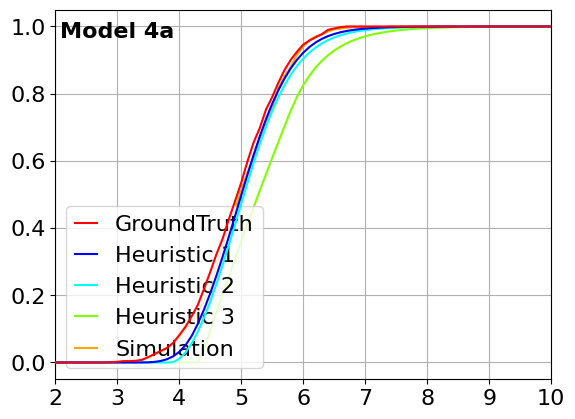 Model 4a
1.0
0.8
0.6
0.4
0.2
0.0
GroundTruth
Heuristic 1
Heuristic 2
Heuristic 3
Simulation
2 3 4 5 6 7 8 9 10